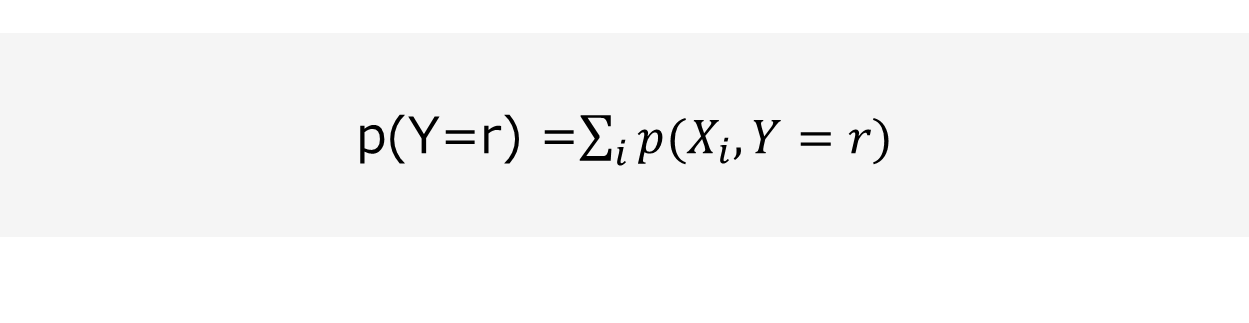 p(Y=r) =∑ᵢ p(Xᵢ, Y = r)